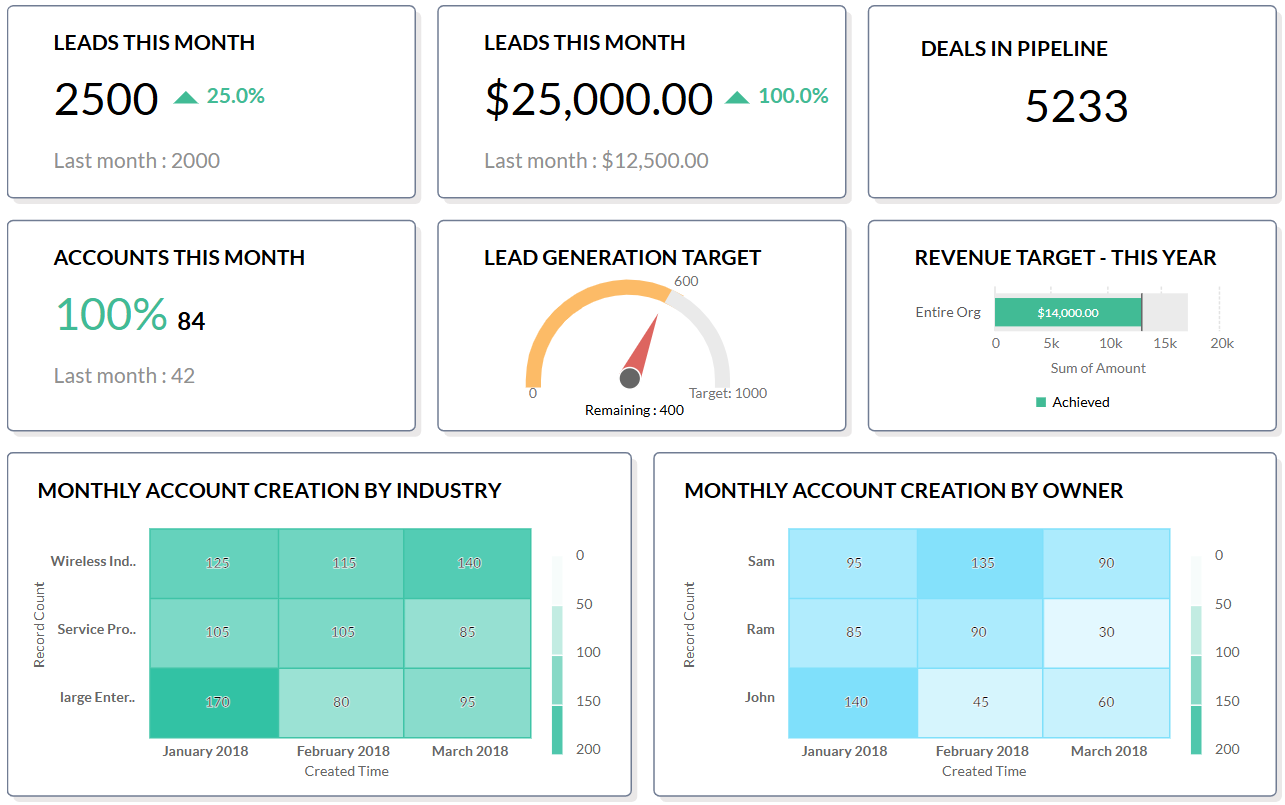 LEADS THIS MONTH
2500 25.0%
Last month : 2000
LEADS THIS MONTH
$25,000.00 100.0%
Last month : $12,500.00
DEALS IN PIPELINE
5233
ACCOUNTS THIS MONTH
100% 84
Last month : 42
LEAD GENERATION TARGET
600
0
Target: 1000
Remaining : 400
REVENUE TARGET - THIS YEAR
Entire Org $14,000.00
0 5k 10k 15k 20k
Sum of Amount
Achieved
MONTHLY ACCOUNT CREATION BY INDUSTRY
Record Count
Wireless Ind.. 125 115 140
Service Pro.. 105 105 85
large Enter.. 170 80 95
January 2018 February 2018 March 2018
Created Time
0
50
100
150
200
MONTHLY ACCOUNT CREATION BY OWNER
Record Count
Sam 95 135 90
Ram 85 90 30
John 140 45 60
January 2018 February 2018 March 2018
Created Time
0
50
100
150
200